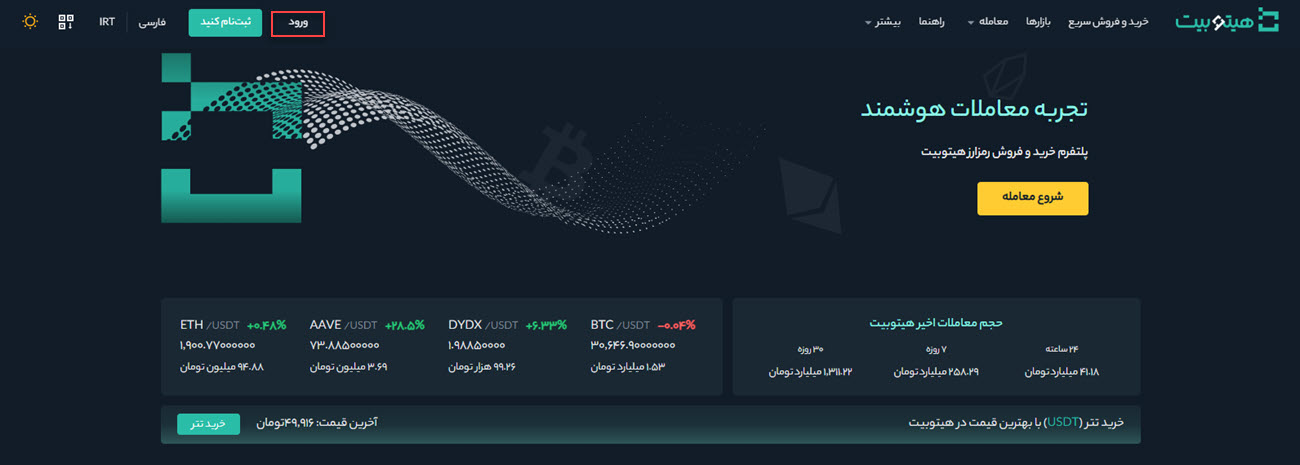 هیتوبیت
خرید و فروش سریع
بازارها
معامله
راهنما
بیشتر
ورود
ثبت‌نام کنید
فارسی
IRT
تجربه معاملات هوشمند
پلتفرم خرید و فروش رمزارز هیتوبیت
شروع معامله
حجم معاملات اخیر هیتوبیت
۲۴ ساعته
۷ روزه
۳۰ روزه
۴۱.۱۸ میلیارد تومان
۲۵۸.۲۹ میلیارد تومان
۱,۳۱۱.۲۲ میلیارد تومان
BTC /USDT -۰.۰۴%
۳۰,۶۴۶.۹۰۰۰۰۰۰۰
۱.۵۳ میلیارد تومان
DYDX /USDT +۶.۳۳%
۱.۹۸۸۵۰۰۰۰
۹۹.۲۶ هزار تومان
AAVE /USDT +۲۸.۵%
۷۳.۸۸۵۰۰۰۰۰
۳.۶۹ میلیون تومان
ETH /USDT +۰.۴۸%
۱,۹۰۰.۷۷۰۰۰۰۰۰
۹۴.۸۸ میلیون تومان
خرید تتر (USDT) با بهترین قیمت در هیتوبیت
آخرین قیمت: ۴۹,۹۱۶تومان
خرید تتر